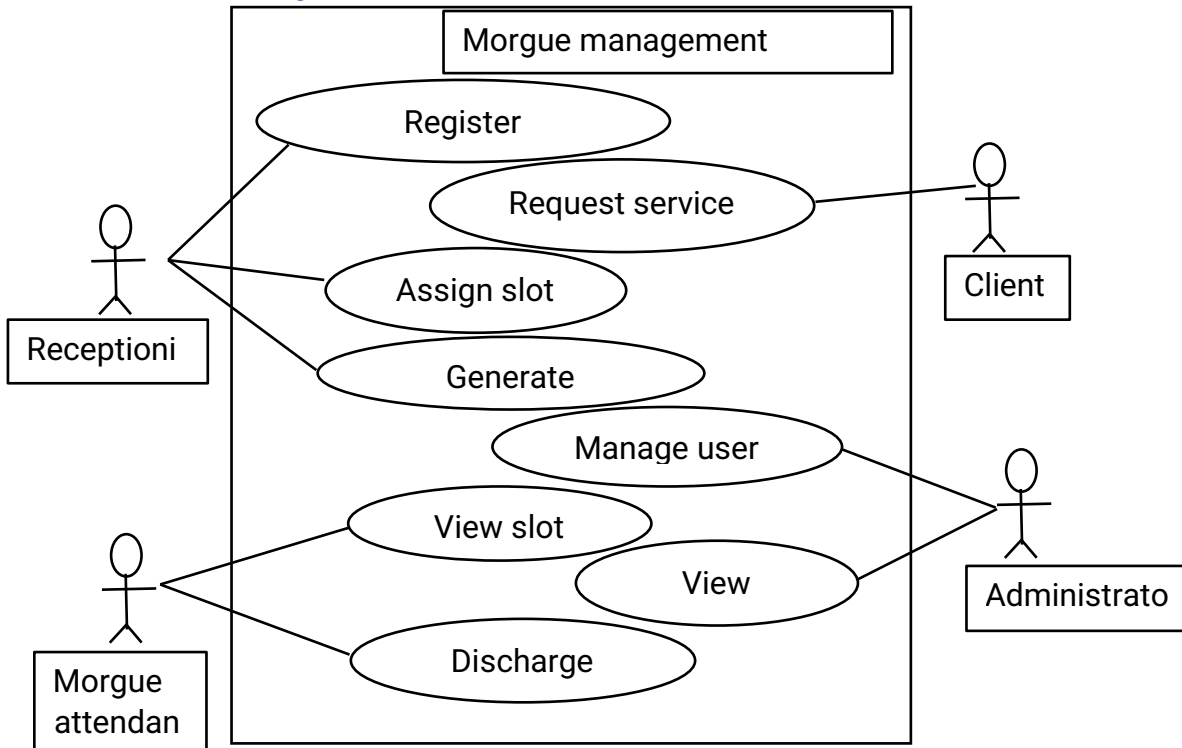 Morgue management
Register
Request service
Assign slot
Client
Receptioni
Generate
Manage user
View slot
View
Administrato
Discharge
Morgue
attendan